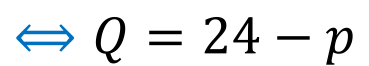 ⟺ Q = 24 − p